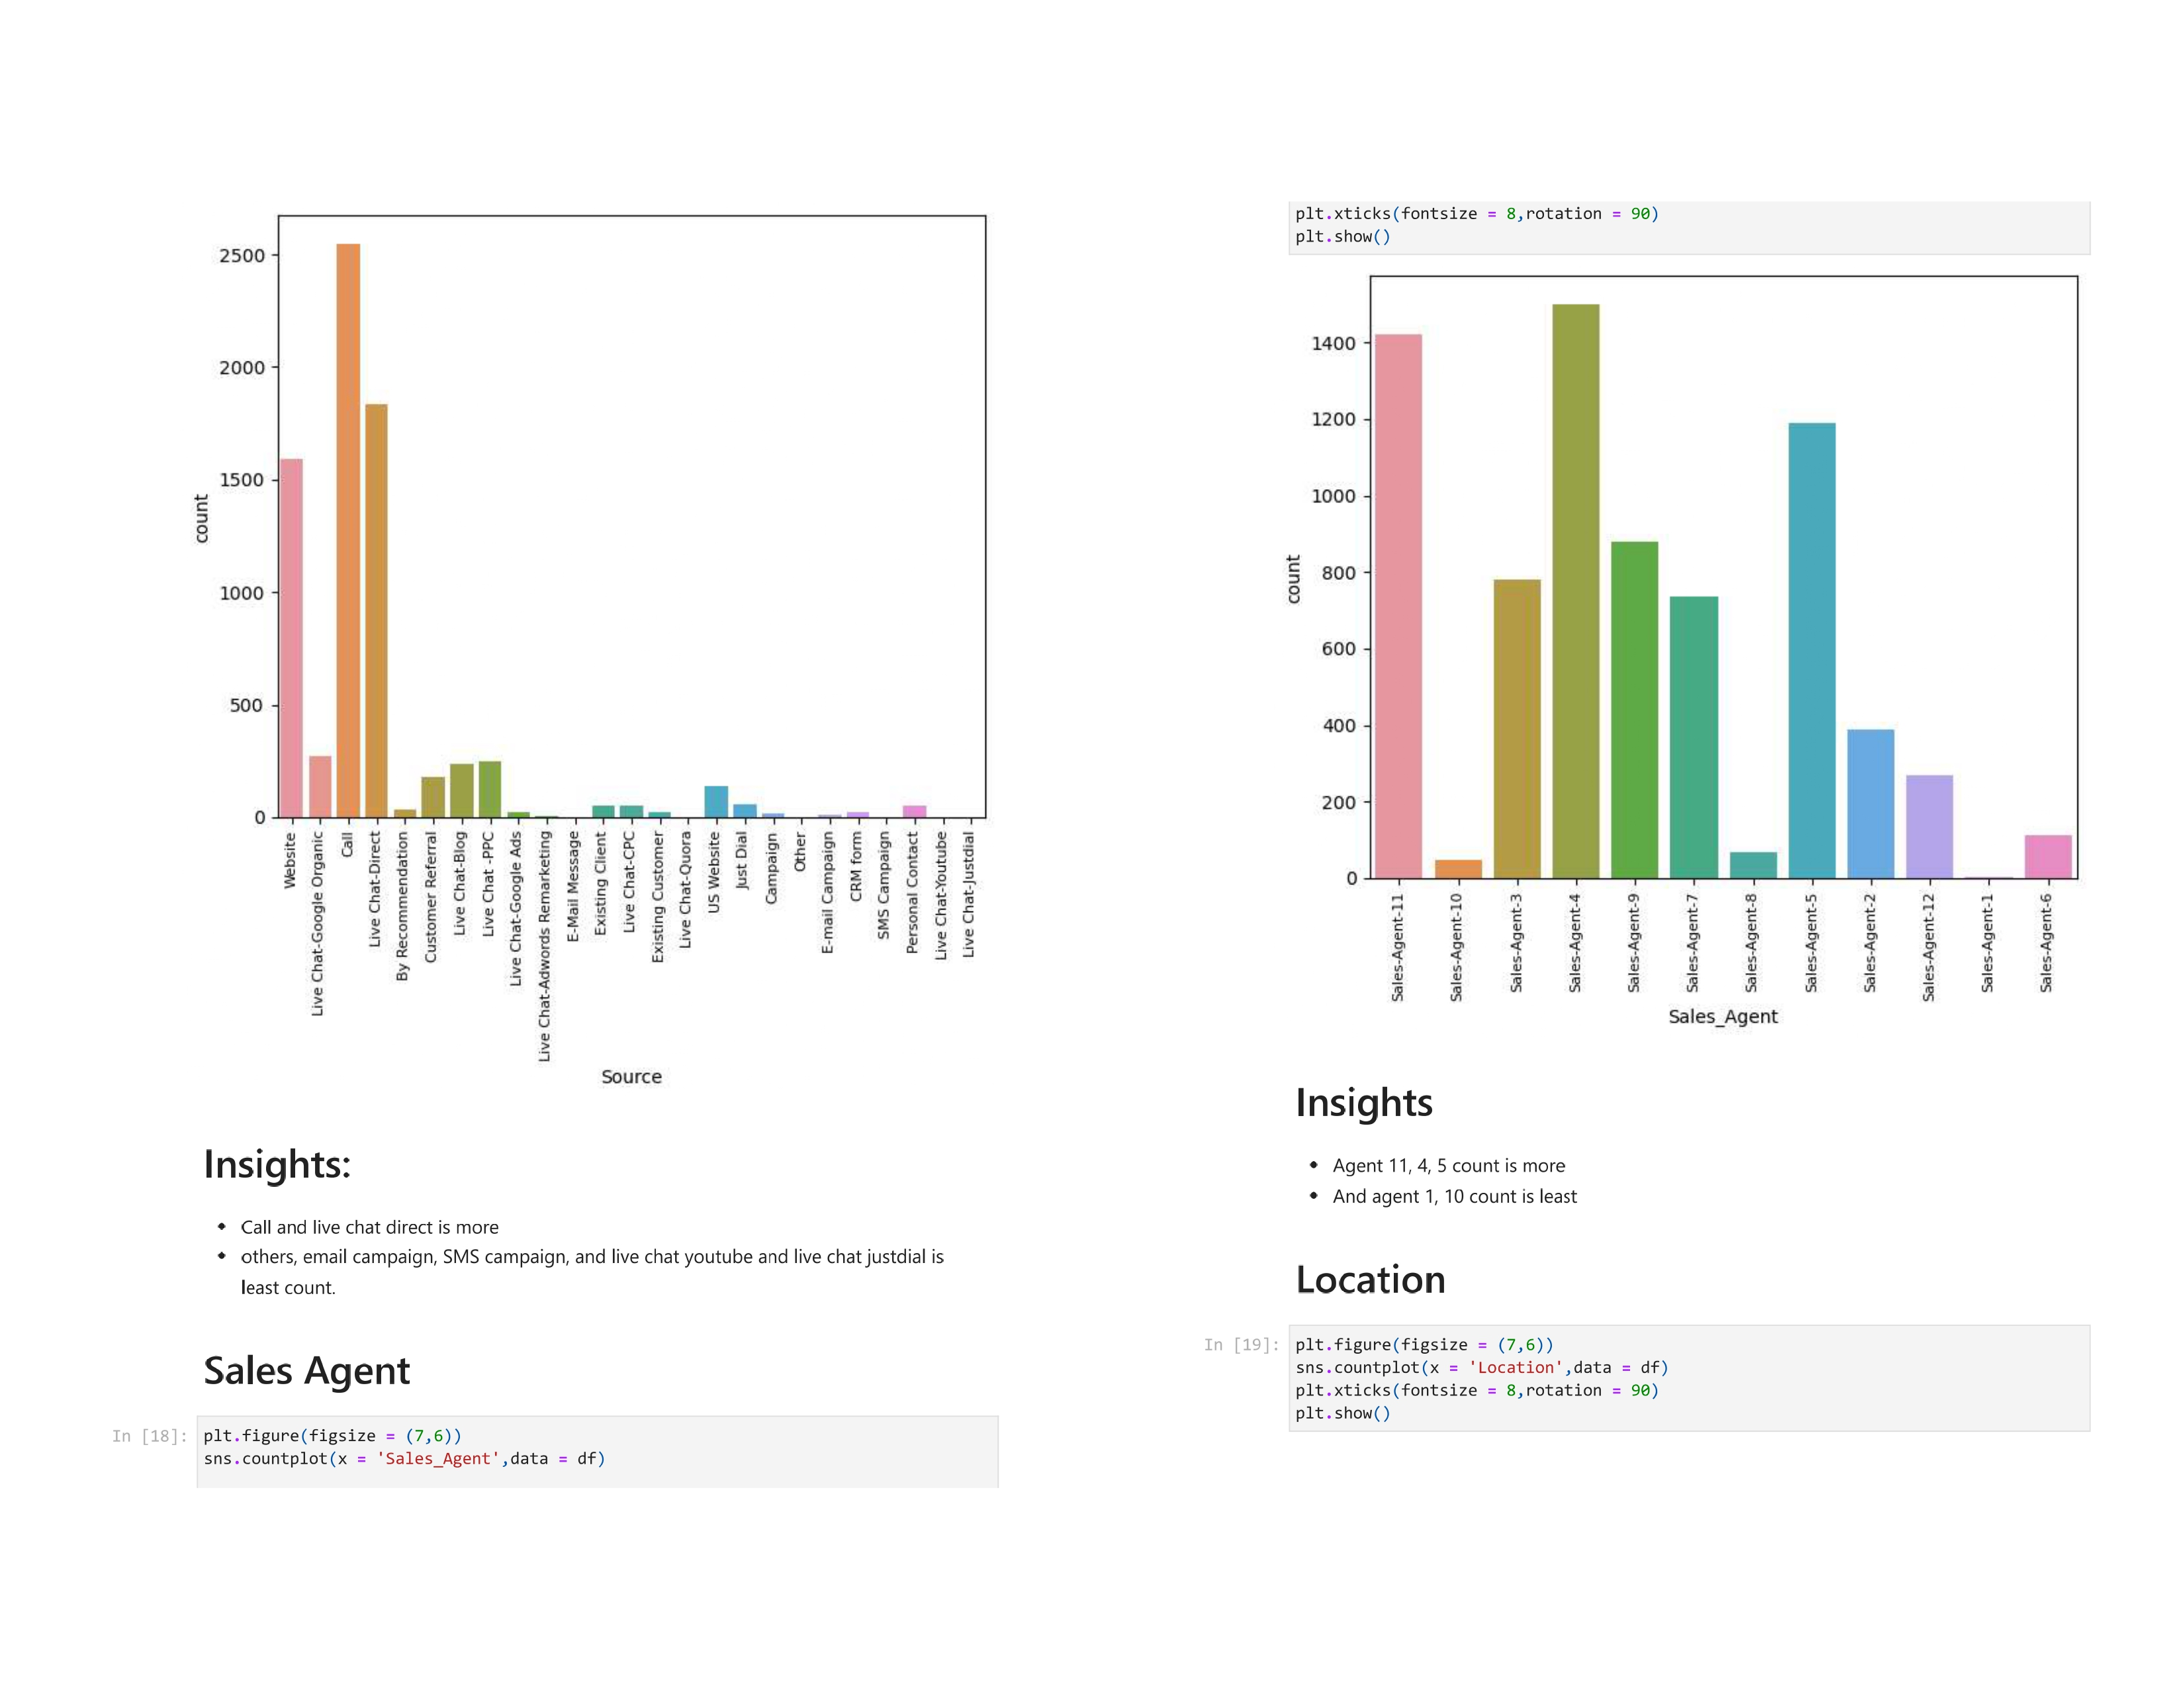 2500
2000
1500
1000
500
0
count
Website
Live Chat-Google Organic
Call
Live Chat-Direct
By Recommendation
Customer Referral
Live Chat-Blog
Live Chat -PPC
Live Chat-Google Ads
Live Chat-Adwords Remarketing
E-Mail Message
Existing Client
Live Chat-CPC
Existing Customer
Live Chat-Quora
US Website
Just Dial
Campaign
Other
E-mail Campaign
CRM form
SMS Campaign
Personal Contact
Live Chat-Youtube
Live Chat-Justdial
Source
Insights:
• Call and live chat direct is more
• others, email campaign, SMS campaign, and live chat youtube and live chat justdial is
least count.
Sales Agent
In [18]: plt.figure(figsize = (7,6))
sns.countplot(x = 'Sales_Agent',data = df)
plt.xticks(fontsize = 8,rotation = 90)
plt.show()
1400
1200
1000
800
600
400
200
0
count
Sales-Agent-11
Sales-Agent-10
Sales-Agent-3
Sales-Agent-4
Sales-Agent-9
Sales-Agent-7
Sales-Agent-8
Sales-Agent-5
Sales-Agent-2
Sales-Agent-12
Sales-Agent-1
Sales-Agent-6
Sales_Agent
Insights
• Agent 11, 4, 5 count is more
• And agent 1, 10 count is least
Location
In [19]: plt.figure(figsize = (7,6))
sns.countplot(x = 'Location',data = df)
plt.xticks(fontsize = 8,rotation = 90)
plt.show()